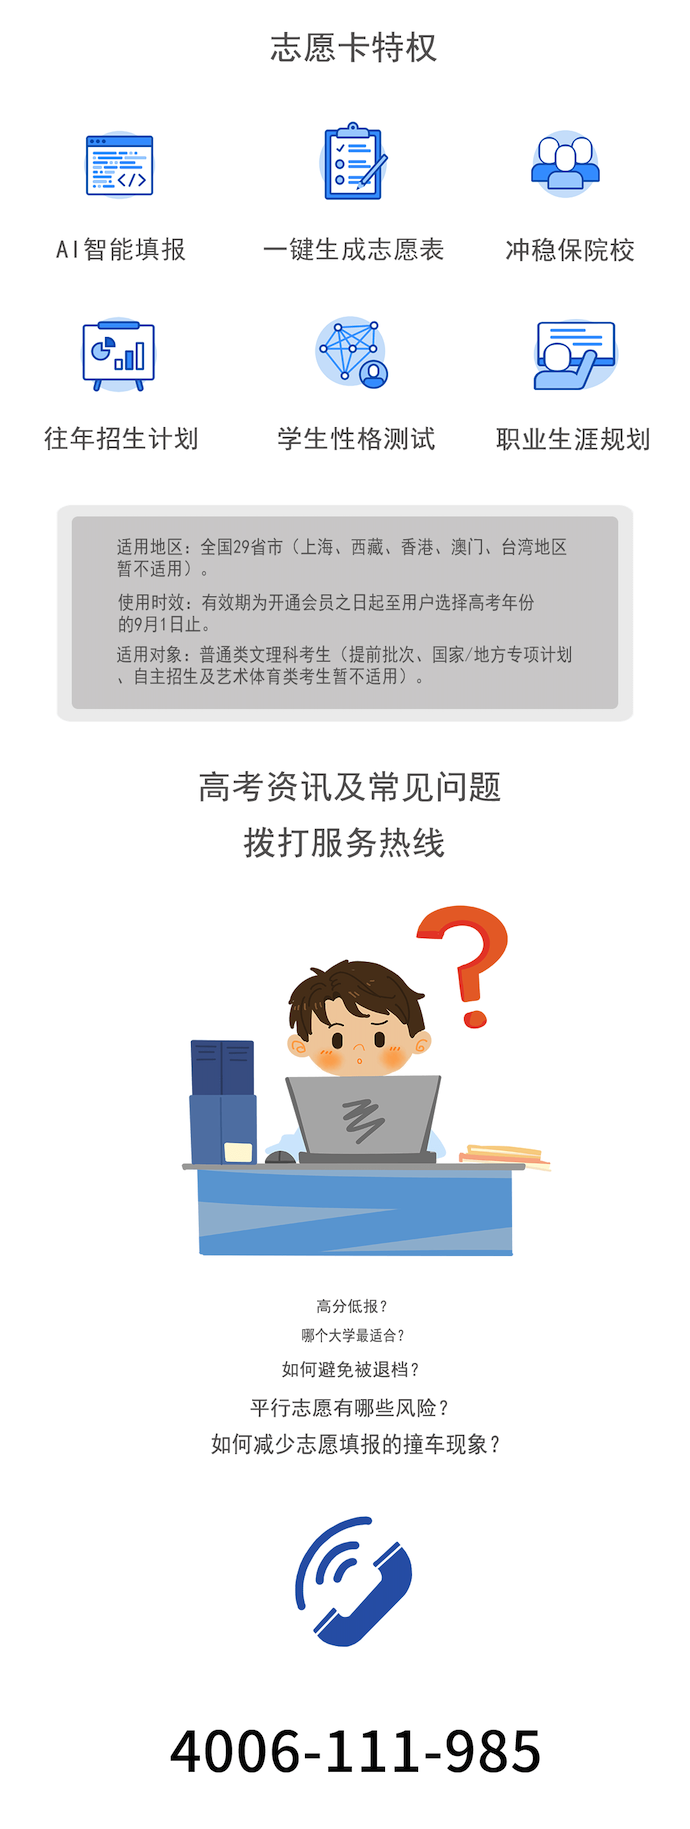 志愿卡特权
AI智能填报
一键生成志愿表
冲稳保院校
往年招生计划
学生性格测试
职业生涯规划
适用地区：全国29省市（上海、西藏、香港、澳门、台湾地区
暂不适用）。
使用时效：有效期为开通会员之日起至用户选择高考年份
的9月1日止。
适用对象：普通类文理科考生（提前批次、国家/地方专项计划
、自主招生及艺术体育类考生暂不适用）。
高考资讯及常见问题
拨打服务热线
高分低报？
哪个大学最适合？
如何避免被退档？
平行志愿有哪些风险？
如何减少志愿填报的撞车现象？
4006-111-985